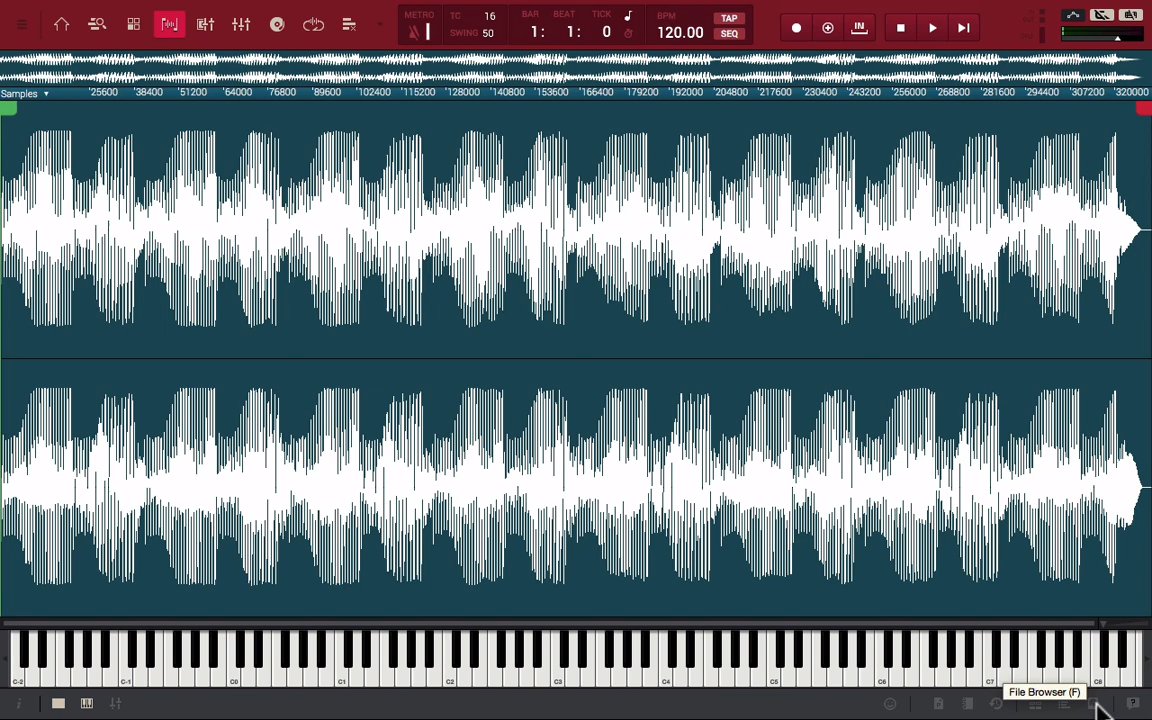 METRO
TC 16
SWING 50
BAR BEAT TICK
1: 1: 0
BPM
120.00
TAP
SEQ
IN
Samples '25600 '38400 '51200 '64000 '76800 '89600 '102400 '115200 '128000 '140800 '153600 '166400 '179200 '192000 '204800 '217600 '230400 '243200 '256000 '268800 '281600 '294400 '307200 '320000
C-2 C-1 C0 C1 C2 C3 C4 C5 C6 C7 C8
File Browser (F)
i
?